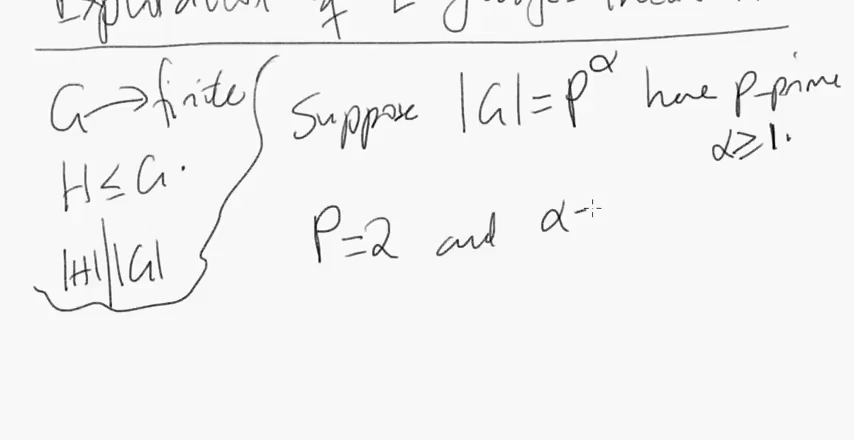 G → finite
H ≤ G.
|H| | |G|
Suppose |G| = p^α here p-prime
α ≥ 1.
P = 2 and α -